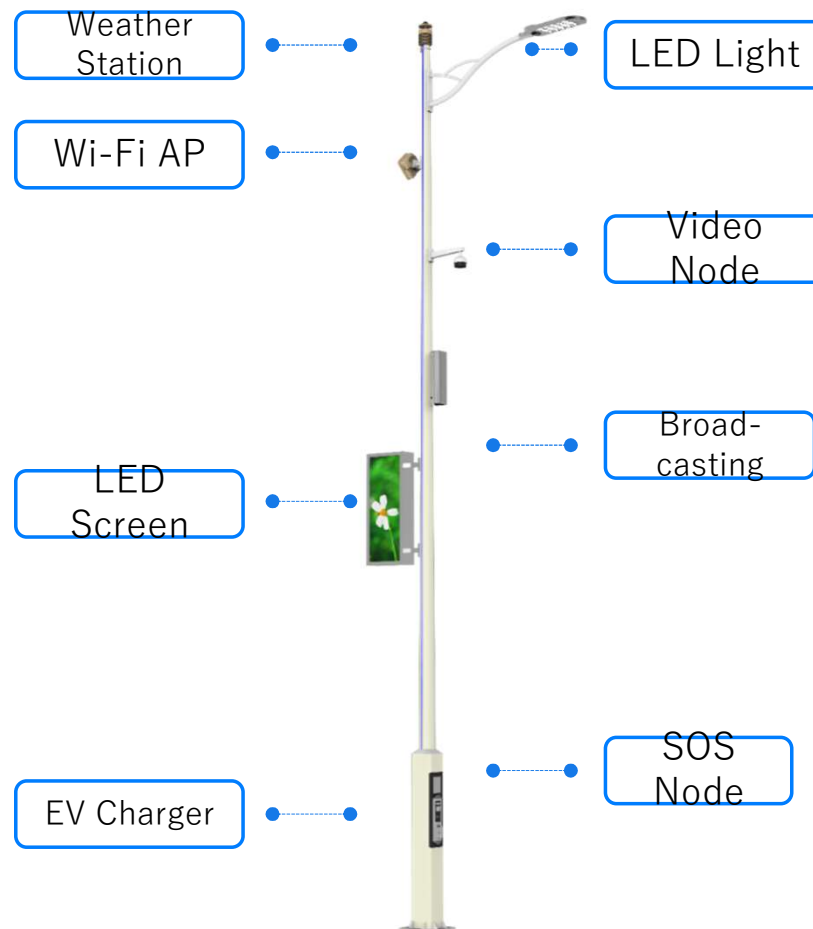 Weather
Station
LED Light
Wi-Fi AP
Video
Node
Broad-
casting
LED
Screen
SOS
Node
EV Charger